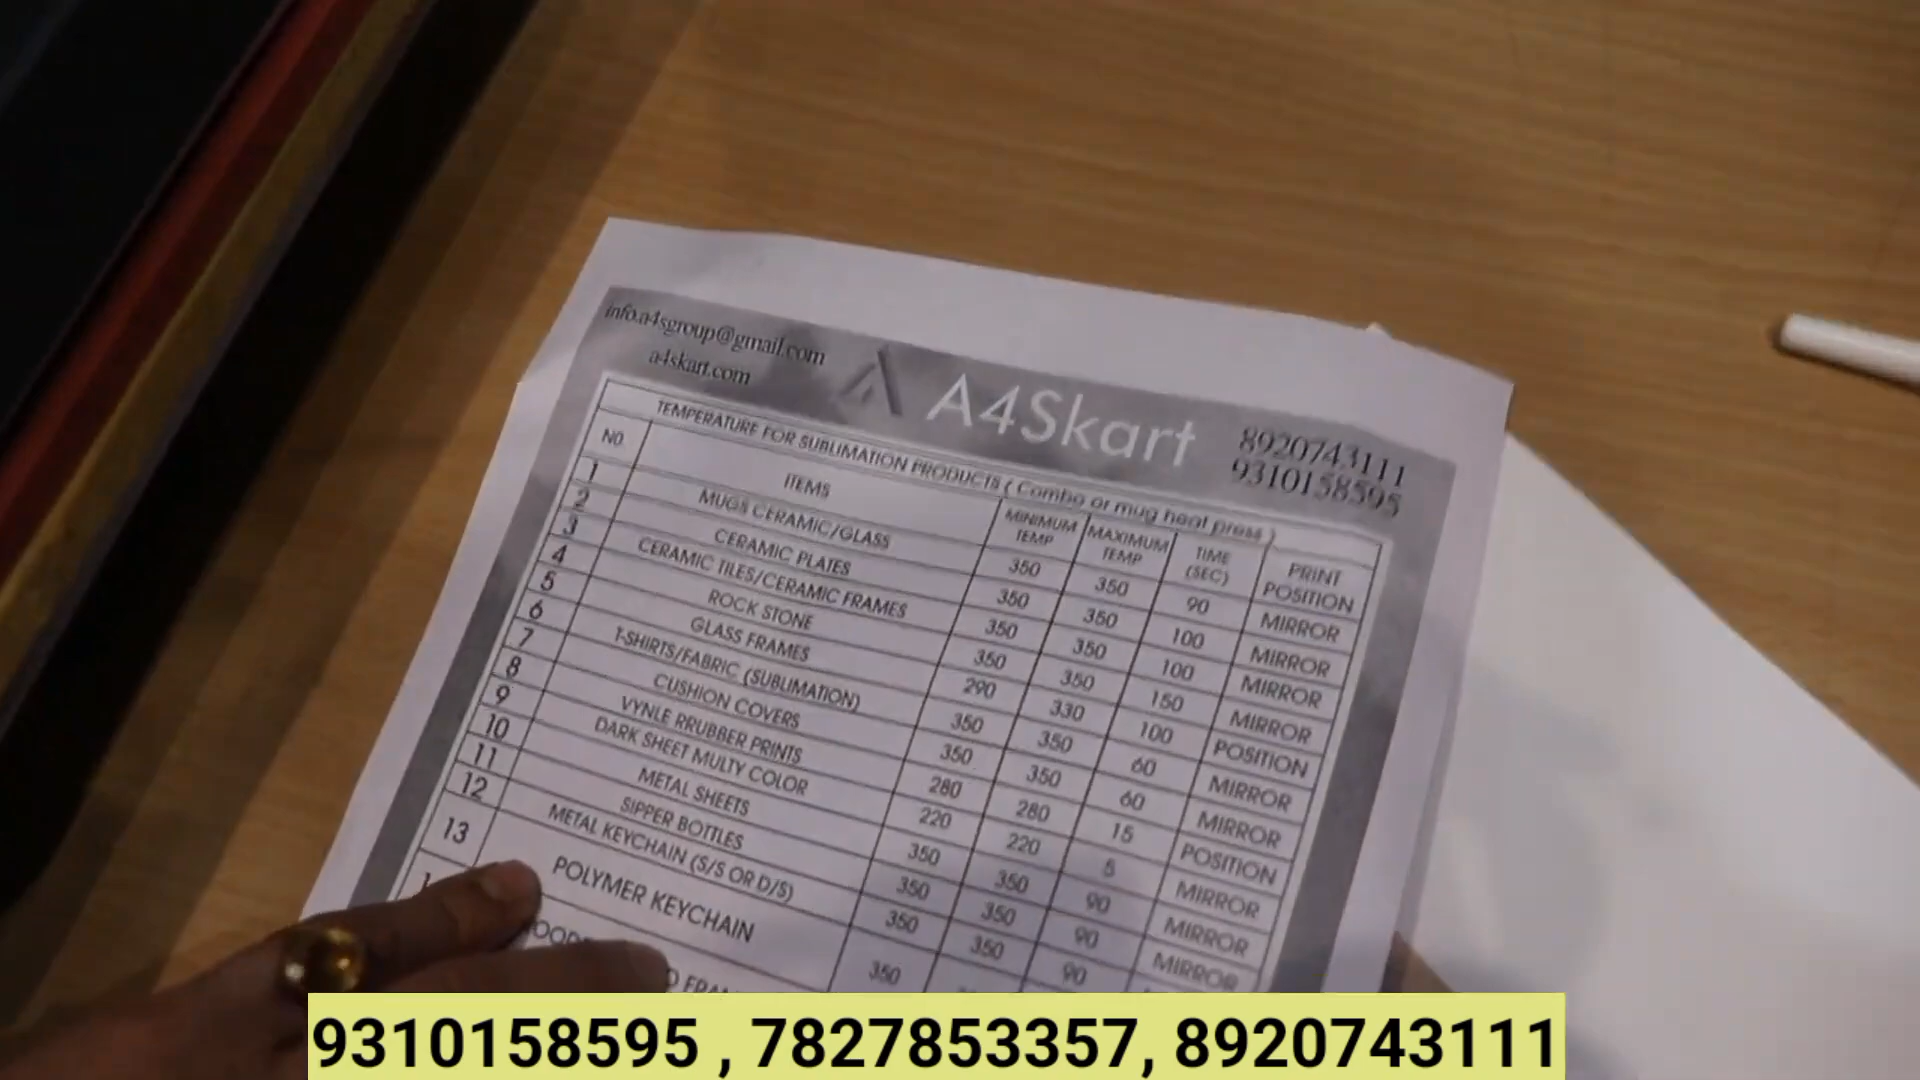 info.a4sgroup@gmail.com
a4skart.com
A4Skart
8920743111
9310158595
TEMPERATURE FOR SUBLIMATION PRODUCTS ( Combo or mug heat press )
NO ITEMS MINIMUM TEMP MAXIMUM TEMP TIME (SEC) PRINT POSITION
1 MUGS CERAMIC/GLASS 350 350 90 MIRROR
2 CERAMIC PLATES 350 350 100 MIRROR
3 CERAMIC TILES/CERAMIC FRAMES 350 350 100 MIRROR
4 ROCK STONE 350 350 150 MIRROR
5 GLASS FRAMES 290 330 100 POSITION
6 T-SHIRTS/FABRIC (SUBLIMATION) 350 350 60 MIRROR
7 CUSHION COVERS 350 350 60 MIRROR
8 VYNLE RRUBBER PRINTS 280 280 15 POSITION
9 DARK SHEET MULTY COLOR 220 220 5 MIRROR
10 METAL SHEETS 350 350 90 MIRROR
11 SIPPER BOTTLES 350 350 90 MIRROR
12 METAL KEYCHAIN (S/S OR D/S) 350 350 90
13 POLYMER KEYCHAIN 350
9310158595 , 7827853357, 8920743111